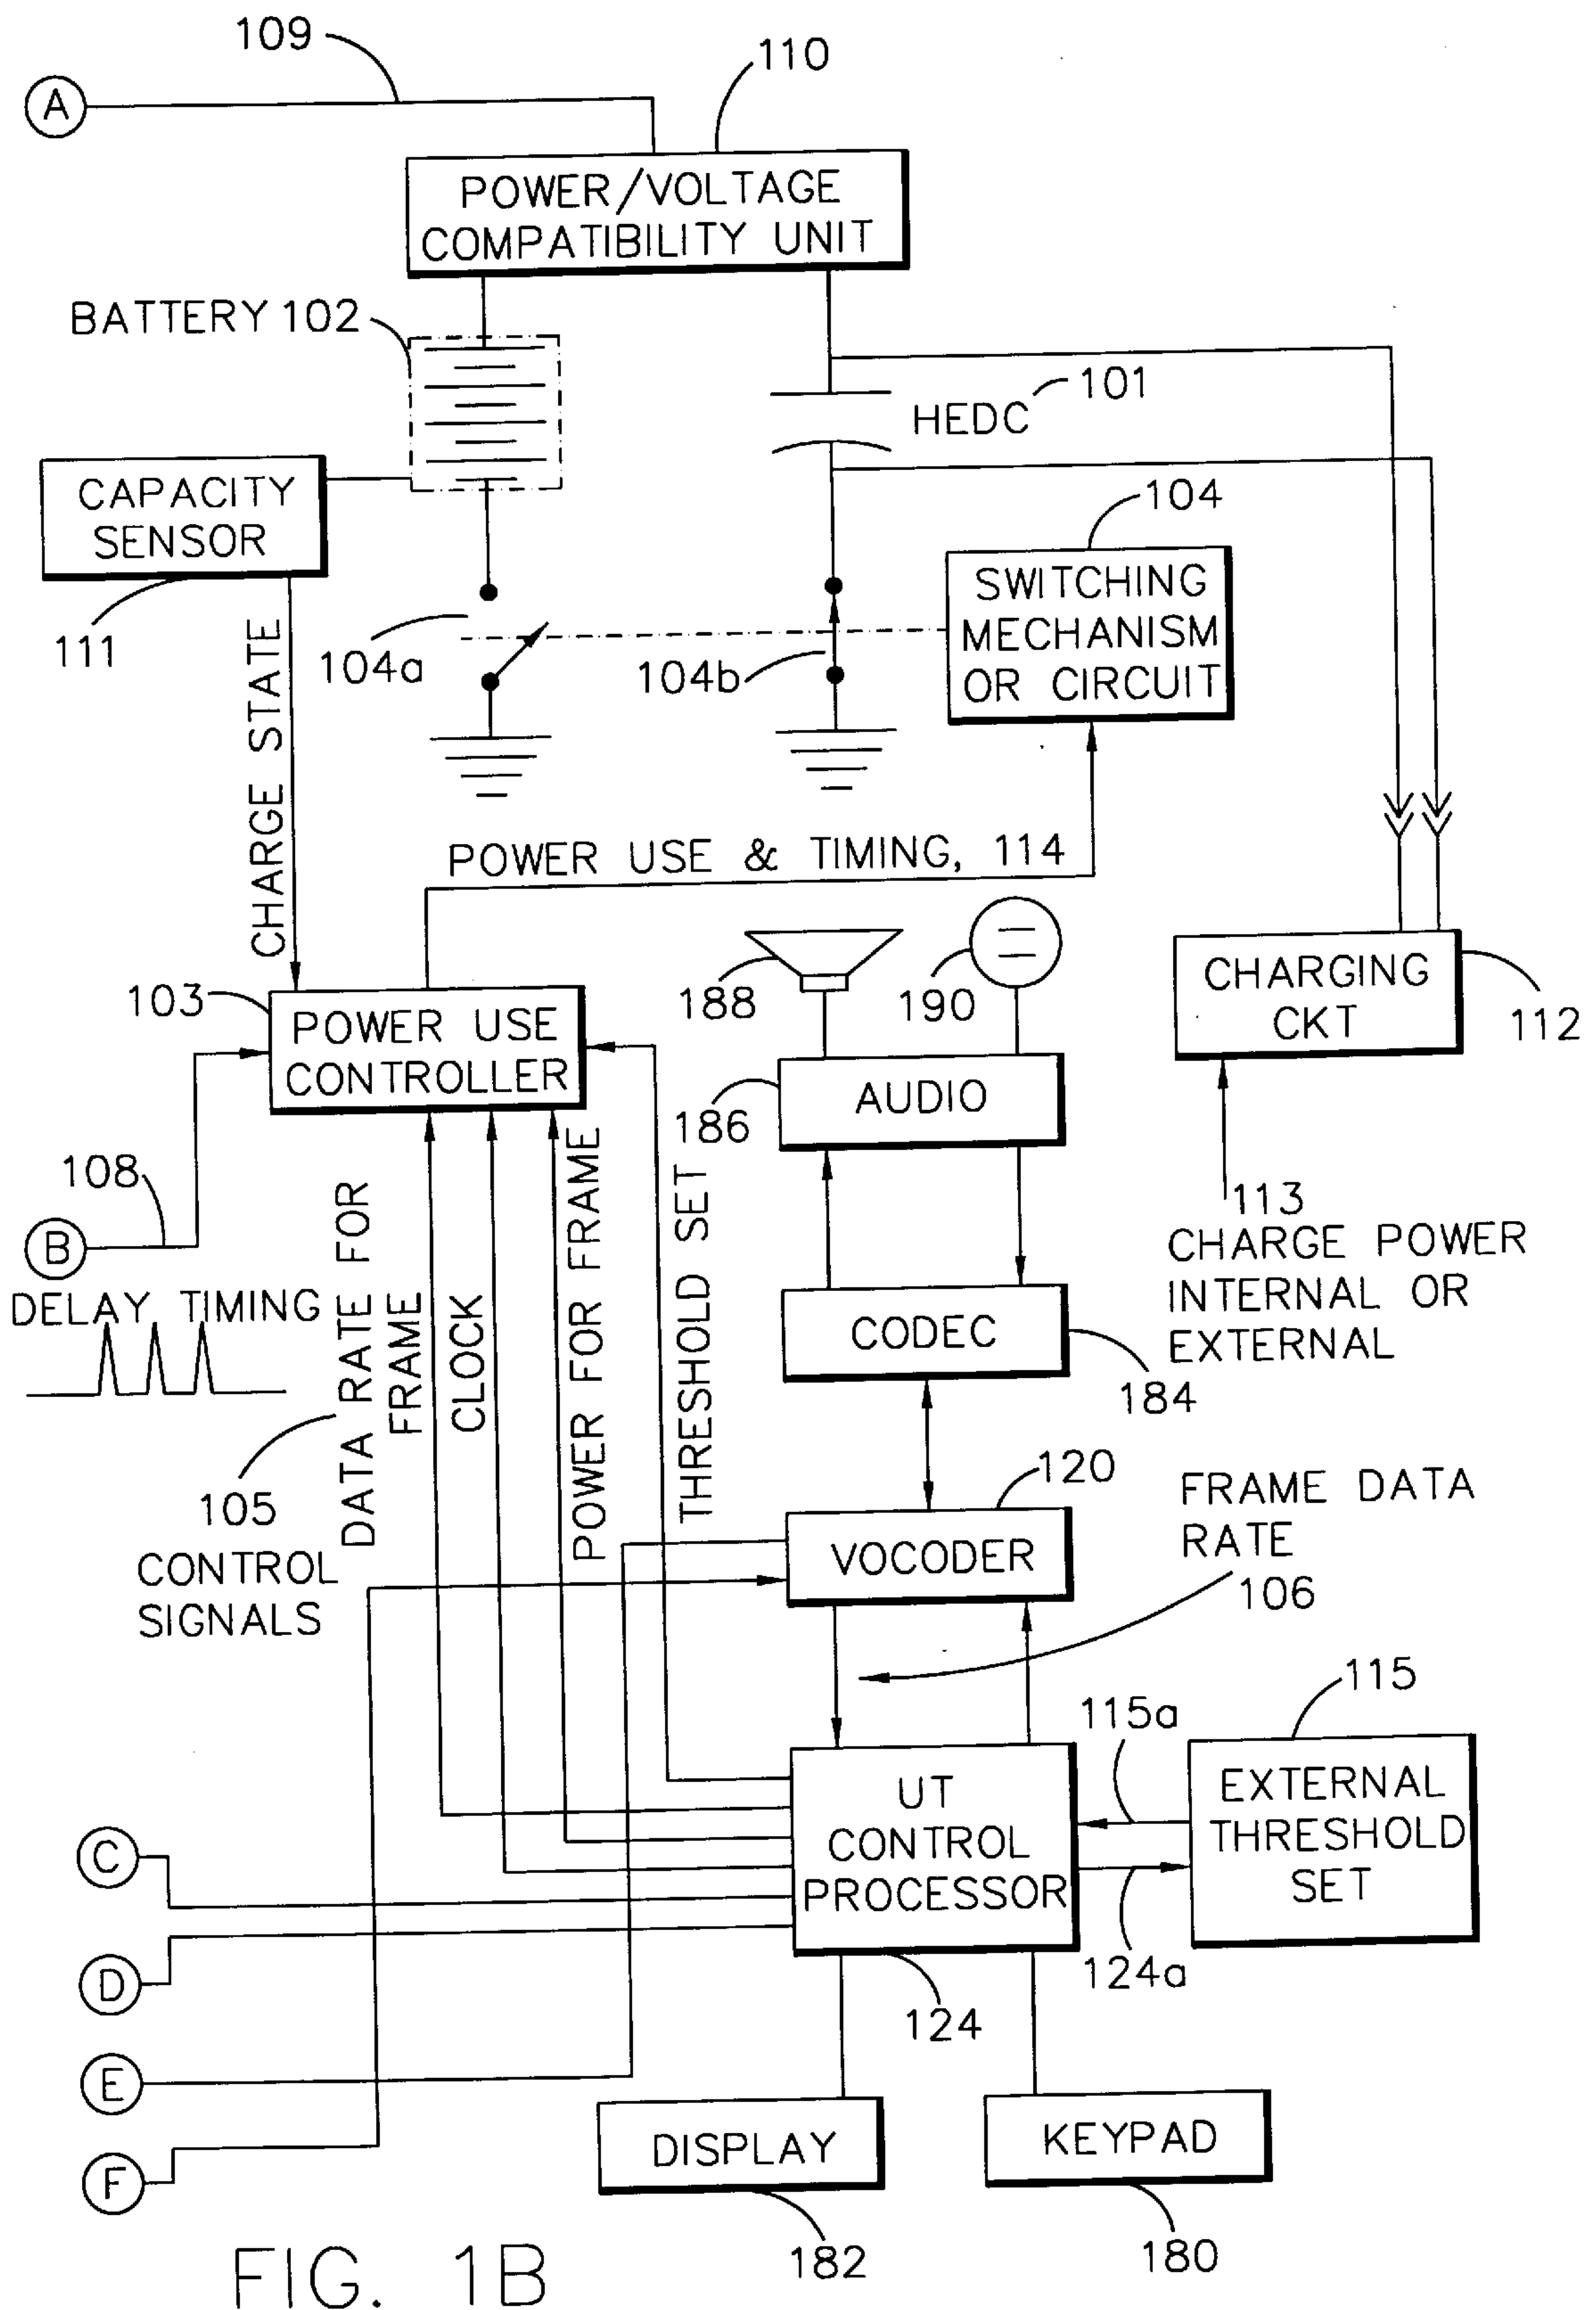 109
A
110
POWER/VOLTAGE
COMPATIBILITY UNIT
BATTERY 102
101
HEDC
CAPACITY
SENSOR
111
104
SWITCHING
MECHANISM
OR CIRCUIT
104a
104b
CHARGE STATE
POWER USE & TIMING, 114
188
190
CHARGING
CKT
112
103
POWER USE
CONTROLLER
AUDIO
186
108
B
DELAY TIMING
113
CHARGE POWER
INTERNAL OR
EXTERNAL
DATA RATE FOR
FRAME
CLOCK
POWER FOR FRAME
THRESHOLD SET
CODEC
184
105
CONTROL
SIGNALS
120
VOCODER
FRAME DATA
RATE
106
115
115a
UT
CONTROL
PROCESSOR
EXTERNAL
THRESHOLD
SET
124a
124
C
D
E
F
DISPLAY
182
KEYPAD
180
FIG. 1B